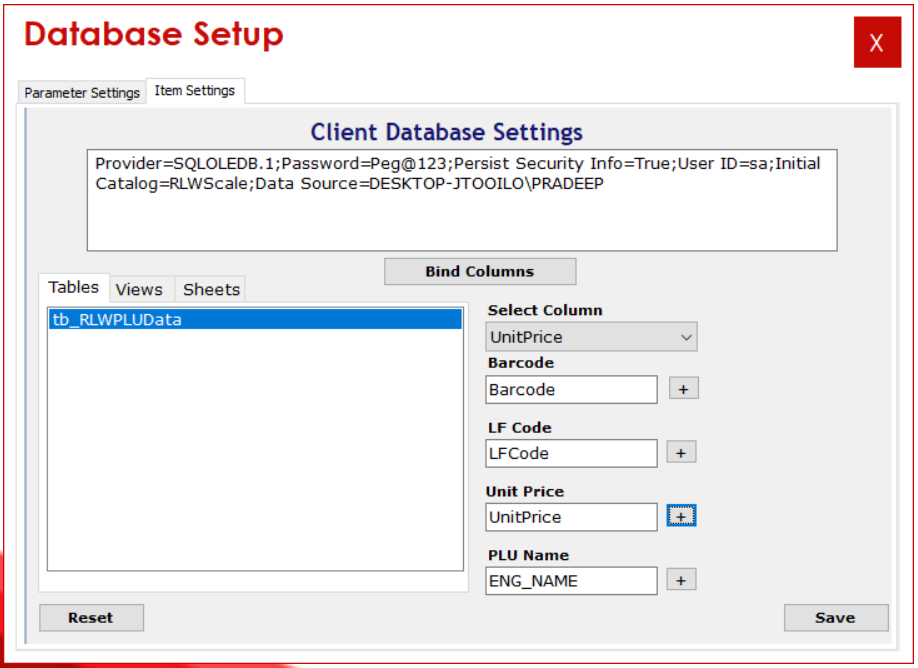 Database Setup
X
Parameter Settings
Item Settings
Client Database Settings
Provider=SQLOLEDB.1;Password=Peg@123;Persist Security Info=True;User ID=sa;Initial
Catalog=RLWScale;Data Source=DESKTOP-JTOOILO\PRADEEP
Bind Columns
Tables
Views
Sheets
tb_RLWPLUData
Select Column
UnitPrice
Barcode
Barcode
+
LF Code
LFCode
+
Unit Price
UnitPrice
+
PLU Name
ENG_NAME
+
Reset
Save